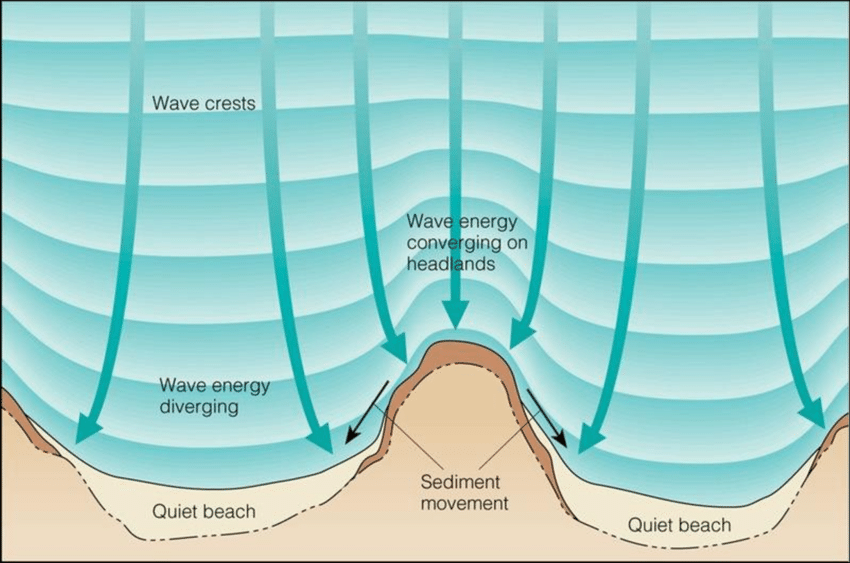 Wave crests
Wave energy
converging on
headlands
Wave energy
diverging
Sediment
movement
Quiet beach
Quiet beach